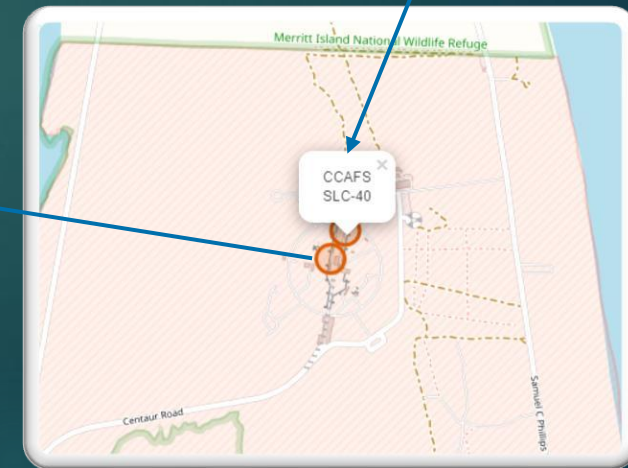 Merritt Island National Wildlife Refuge
CCAFS
SLC-40
×
Centaur Road
Samuel C Phillips